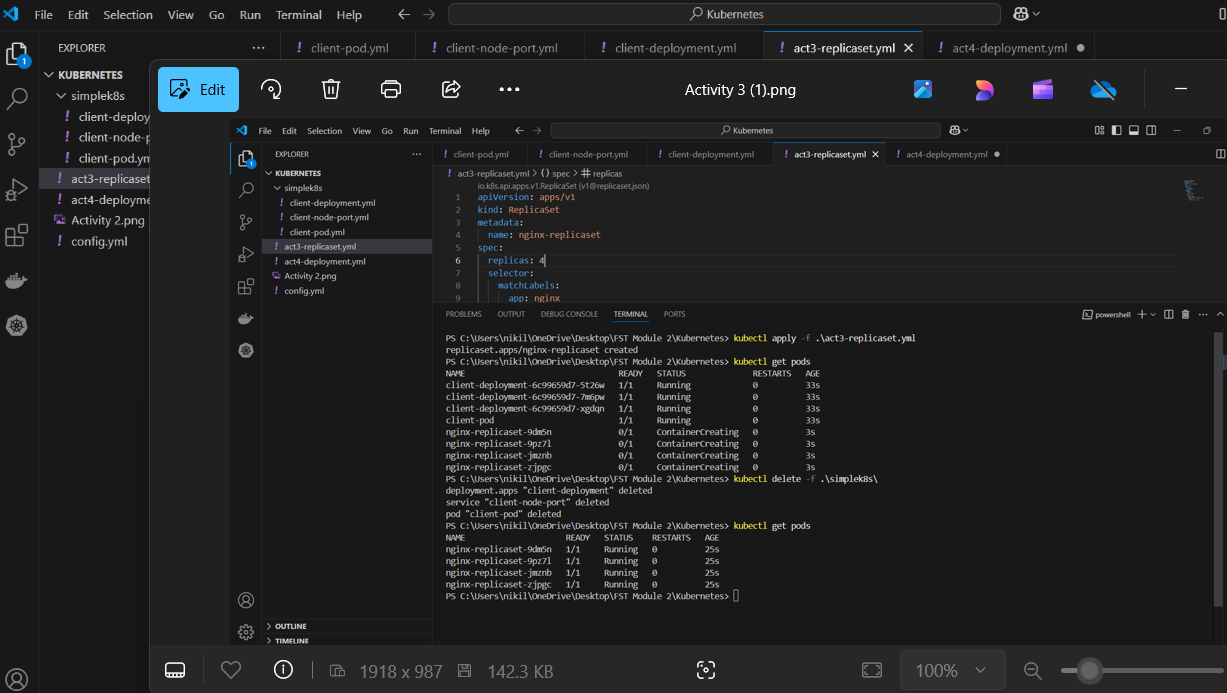 File Edit Selection View Go Run Terminal Help
Kubernetes
EXPLORER
client-pod.yml
client-node-port.yml
client-deployment.yml
act3-replicaset.yml
act4-deployment.yml
1
KUBERNETES
simplek8s
client-deploy
client-node-p
client-pod.ym
act3-replicaset
act4-deployme
Activity 2.png
config.yml
Edit
Activity 3 (1).png
File Edit Selection View Go Run Terminal Help
Kubernetes
EXPLORER
client-pod.yml
client-node-port.yml
client-deployment.yml
act3-replicaset.yml
act4-deployment.yml
KUBERNETES
simplek8s
client-deployment.yml
client-node-port.yml
client-pod.yml
act3-replicaset.yml
act4-deployment.yml
Activity 2.png
config.yml
act3-replicaset.yml > {} spec > # replicas
io.k8s.api.apps.v1.ReplicaSet (v1@replicaset.json)
1 apiVersion: apps/v1
2 kind: ReplicaSet
3 metadata:
4 name: nginx-replicaset
5 spec:
6 replicas: 4
7 selector:
8 matchLabels:
9 app: nginx
PROBLEMS OUTPUT DEBUG CONSOLE TERMINAL PORTS
powershell
PS C:\Users\nikil\OneDrive\Desktop\FST Module 2\Kubernetes> kubectl apply -f .\act3-replicaset.yml
replicaset.apps/nginx-replicaset created
PS C:\Users\nikil\OneDrive\Desktop\FST Module 2\Kubernetes> kubectl get pods
NAME READY STATUS RESTARTS AGE
client-deployment-6c99659d7-5t26w 1/1 Running 0 33s
client-deployment-6c99659d7-7m6pw 1/1 Running 0 33s
client-deployment-6c99659d7-xgdqn 1/1 Running 0 33s
client-pod 1/1 Running 0 33s
nginx-replicaset-9dm5n 0/1 ContainerCreating 0 3s
nginx-replicaset-9pz7l 0/1 ContainerCreating 0 3s
nginx-replicaset-jmznb 0/1 ContainerCreating 0 3s
nginx-replicaset-zjpgc 0/1 ContainerCreating 0 3s
PS C:\Users\nikil\OneDrive\Desktop\FST Module 2\Kubernetes> kubectl delete -f .\simplek8s\
deployment.apps "client-deployment" deleted
service "client-node-port" deleted
pod "client-pod" deleted
PS C:\Users\nikil\OneDrive\Desktop\FST Module 2\Kubernetes> kubectl get pods
NAME READY STATUS RESTARTS AGE
nginx-replicaset-9dm5n 1/1 Running 0 25s
nginx-replicaset-9pz7l 1/1 Running 0 25s
nginx-replicaset-jmznb 1/1 Running 0 25s
nginx-replicaset-zjpgc 1/1 Running 0 25s
PS C:\Users\nikil\OneDrive\Desktop\FST Module 2\Kubernetes>
OUTLINE
TIMELINE
1918 x 987
142.3 KB
100%